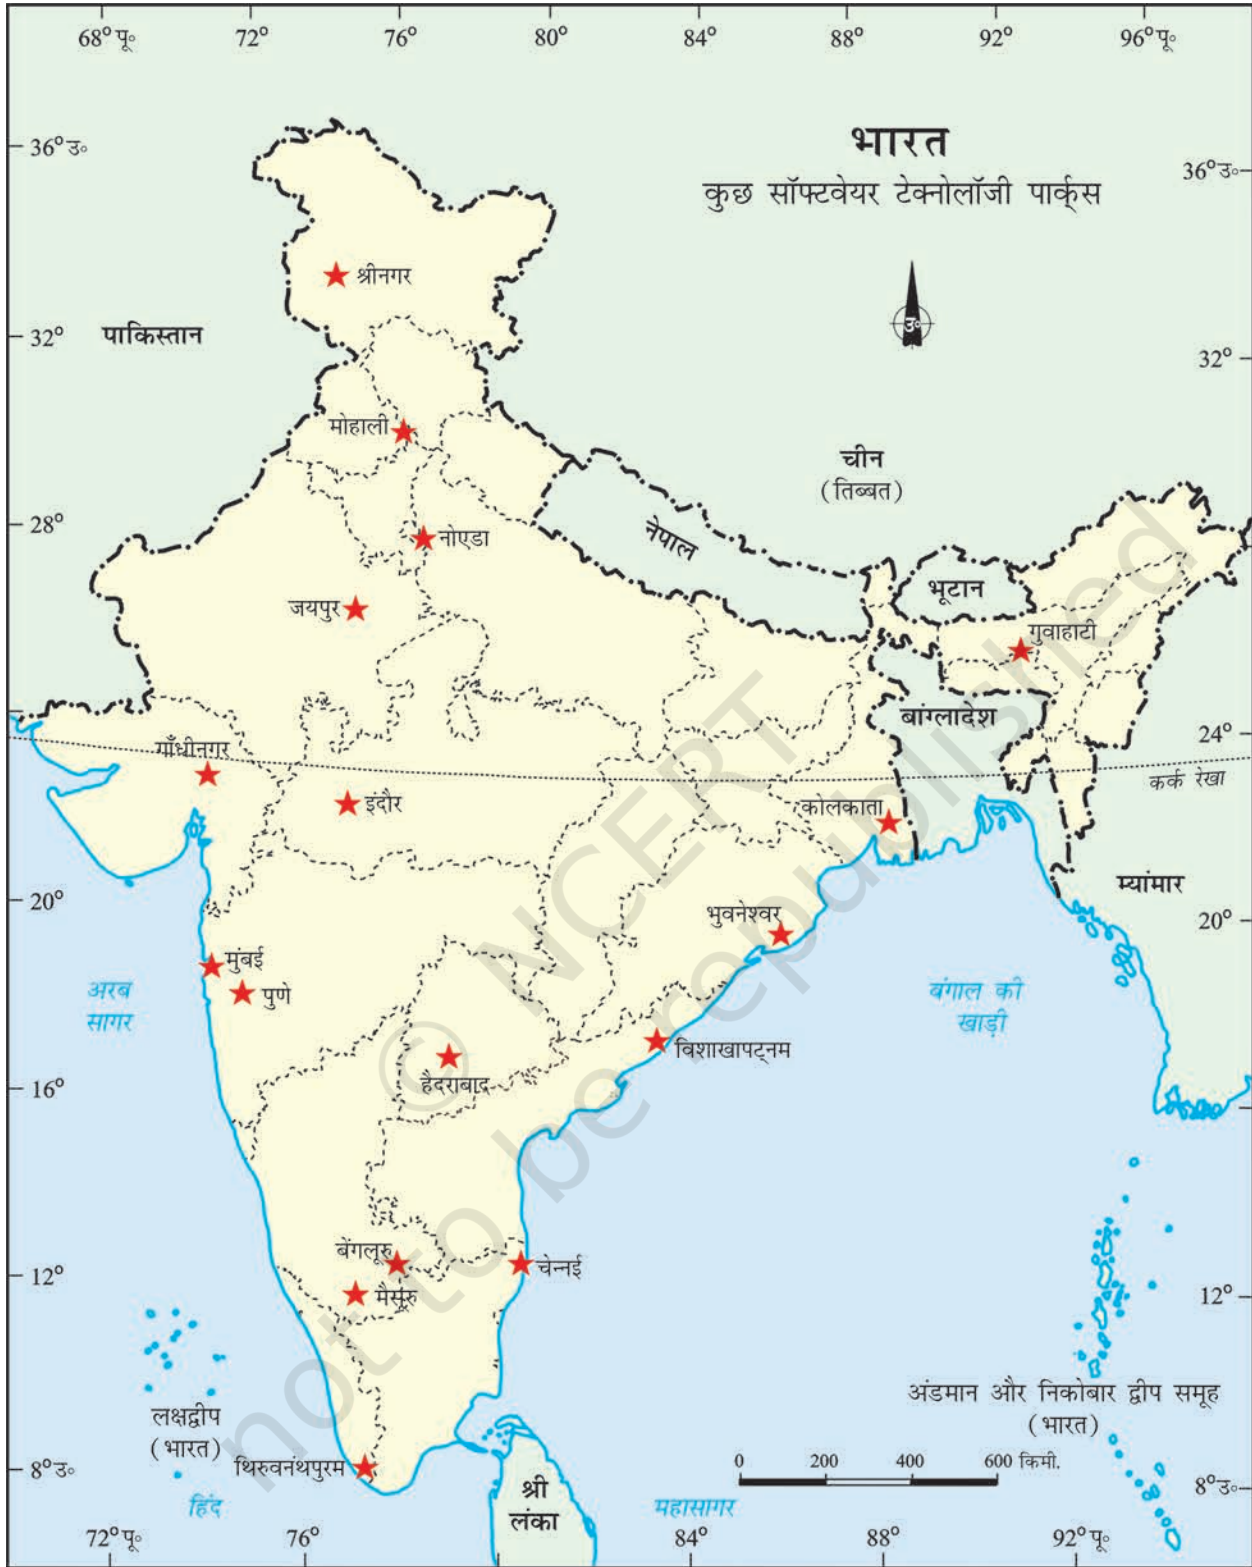 68° पू॰
72°
76°
80°
84°
88°
92°
96° पू॰
भारत
कुछ सॉफ्टवेयर टेक्नोलॉजी पार्क्स
36° उ॰
36° उ॰
उ॰
श्रीनगर
पाकिस्तान
32°
32°
मोहाली
चीन
(तिब्बत)
28°
नोएडा
नेपाल
भूटान
जयपुर
गुवाहाटी
बांग्लादेश
24°
गाँधीनगर
कर्क रेखा
इंदौर
कोलकाता
म्यांमार
20°
भुवनेश्वर
20°
मुंबई
अरब
सागर
पुणे
बंगाल की
खाड़ी
विशाखापट्नम
हैदराबाद
16°
बेंगलूरु
चेन्नई
12°
मैसूरु
12°
अंडमान और निकोबार द्वीप समूह
(भारत)
लक्षद्वीप
(भारत)
थिरुवनंथपुरम
8° उ॰
0 200 400 600 किमी.
8° उ॰
श्री
लंका
हिंद
महासागर
72° पू॰
76°
84°
88°
92° पू॰
© NCERT
not to be republished